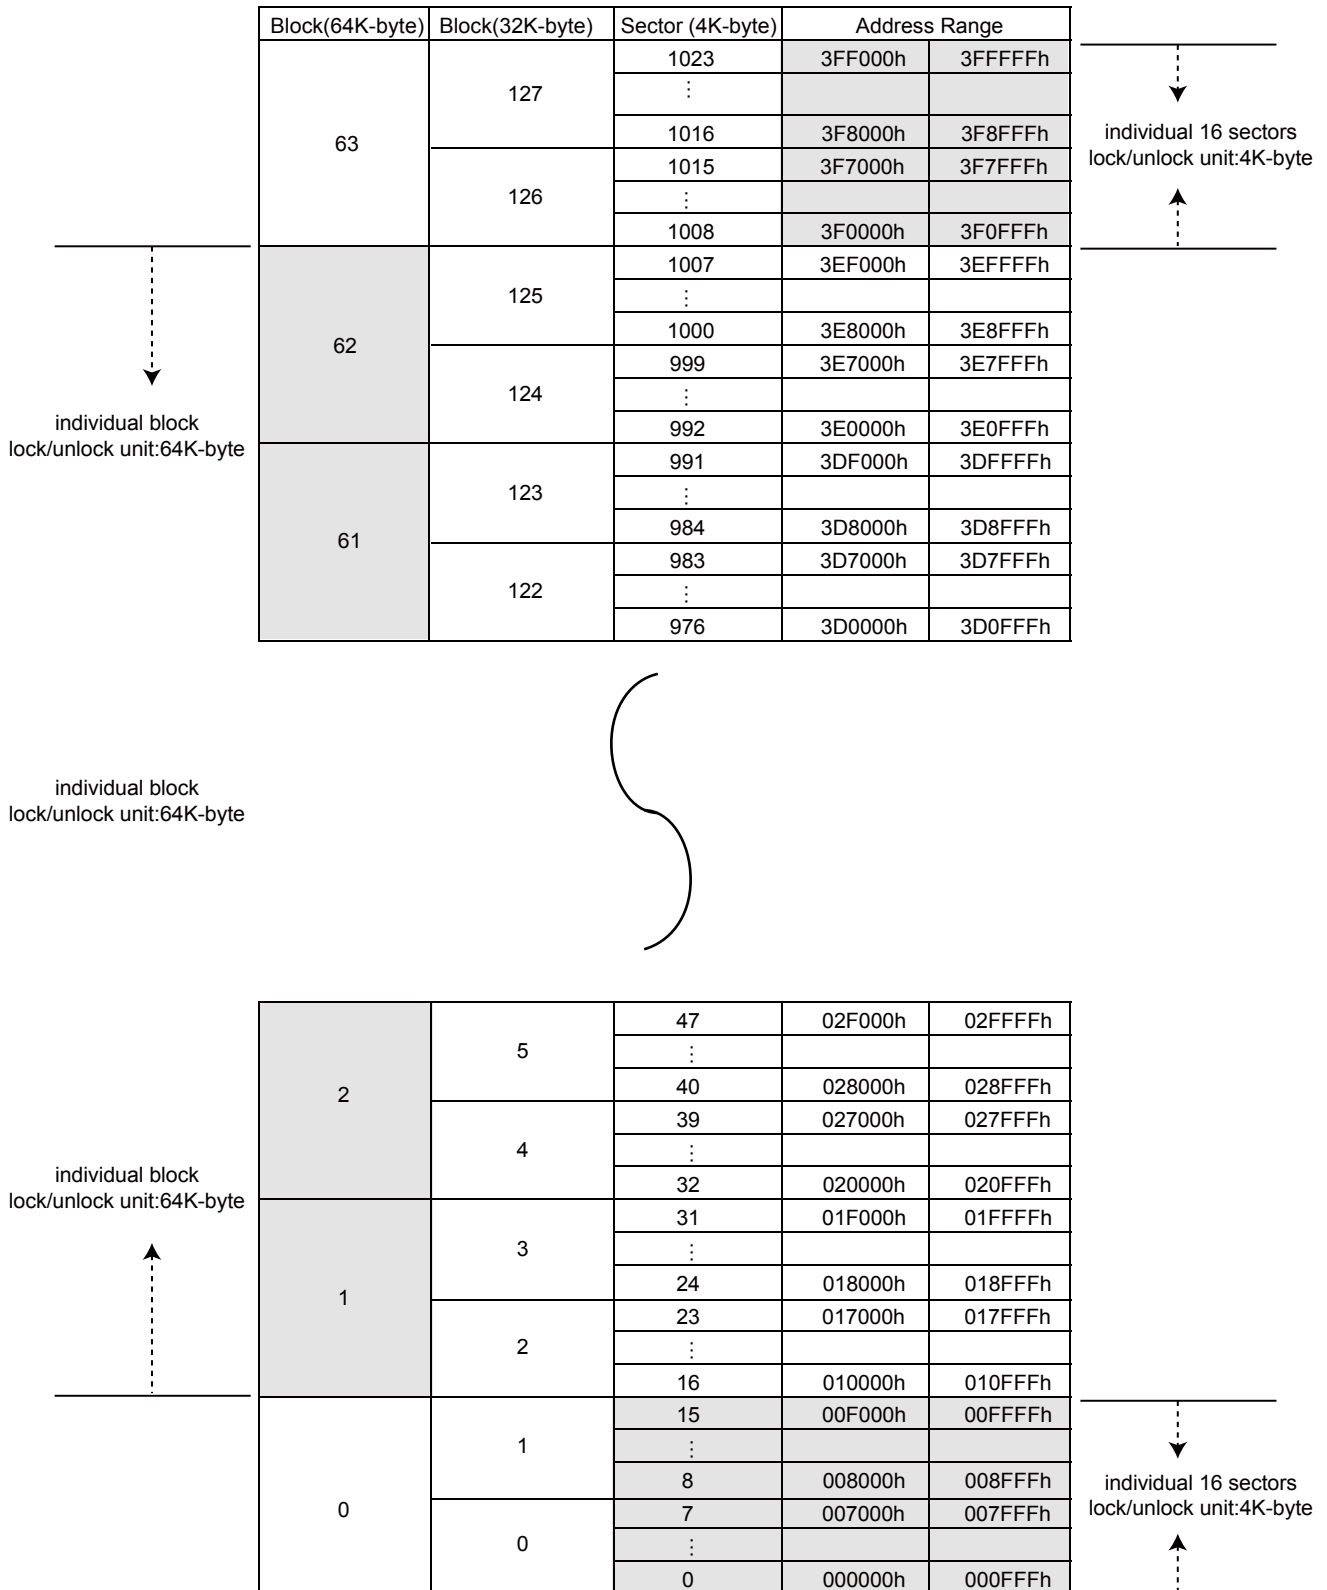 Block(64K-byte) Block(32K-byte) Sector (4K-byte) Address Range
1023 3FF000h 3FFFFFh
127 ⋮
individual 16 sectors
lock/unlock unit:4K-byte
63 1016 3F8000h 3F8FFFh
1015 3F7000h 3F7FFFh
126 ⋮
1008 3F0000h 3F0FFFh
1007 3EF000h 3EFFFFh
125 ⋮
62 1000 3E8000h 3E8FFFh
999 3E7000h 3E7FFFh
124 ⋮
individual block
lock/unlock unit:64K-byte
992 3E0000h 3E0FFFh
991 3DF000h 3DFFFFh
123 ⋮
61 984 3D8000h 3D8FFFh
983 3D7000h 3D7FFFh
122 ⋮
976 3D0000h 3D0FFFh
individual block
lock/unlock unit:64K-byte
47 02F000h 02FFFFh
5 ⋮
2 40 028000h 028FFFh
39 027000h 027FFFh
4 ⋮
individual block
lock/unlock unit:64K-byte
32 020000h 020FFFh
31 01F000h 01FFFFh
3 ⋮
1 24 018000h 018FFFh
23 017000h 017FFFh
2 ⋮
16 010000h 010FFFh
15 00F000h 00FFFFh
1 ⋮
8 008000h 008FFFh
individual 16 sectors
lock/unlock unit:4K-byte
0 7 007000h 007FFFh
0 ⋮
0 000000h 000FFFh